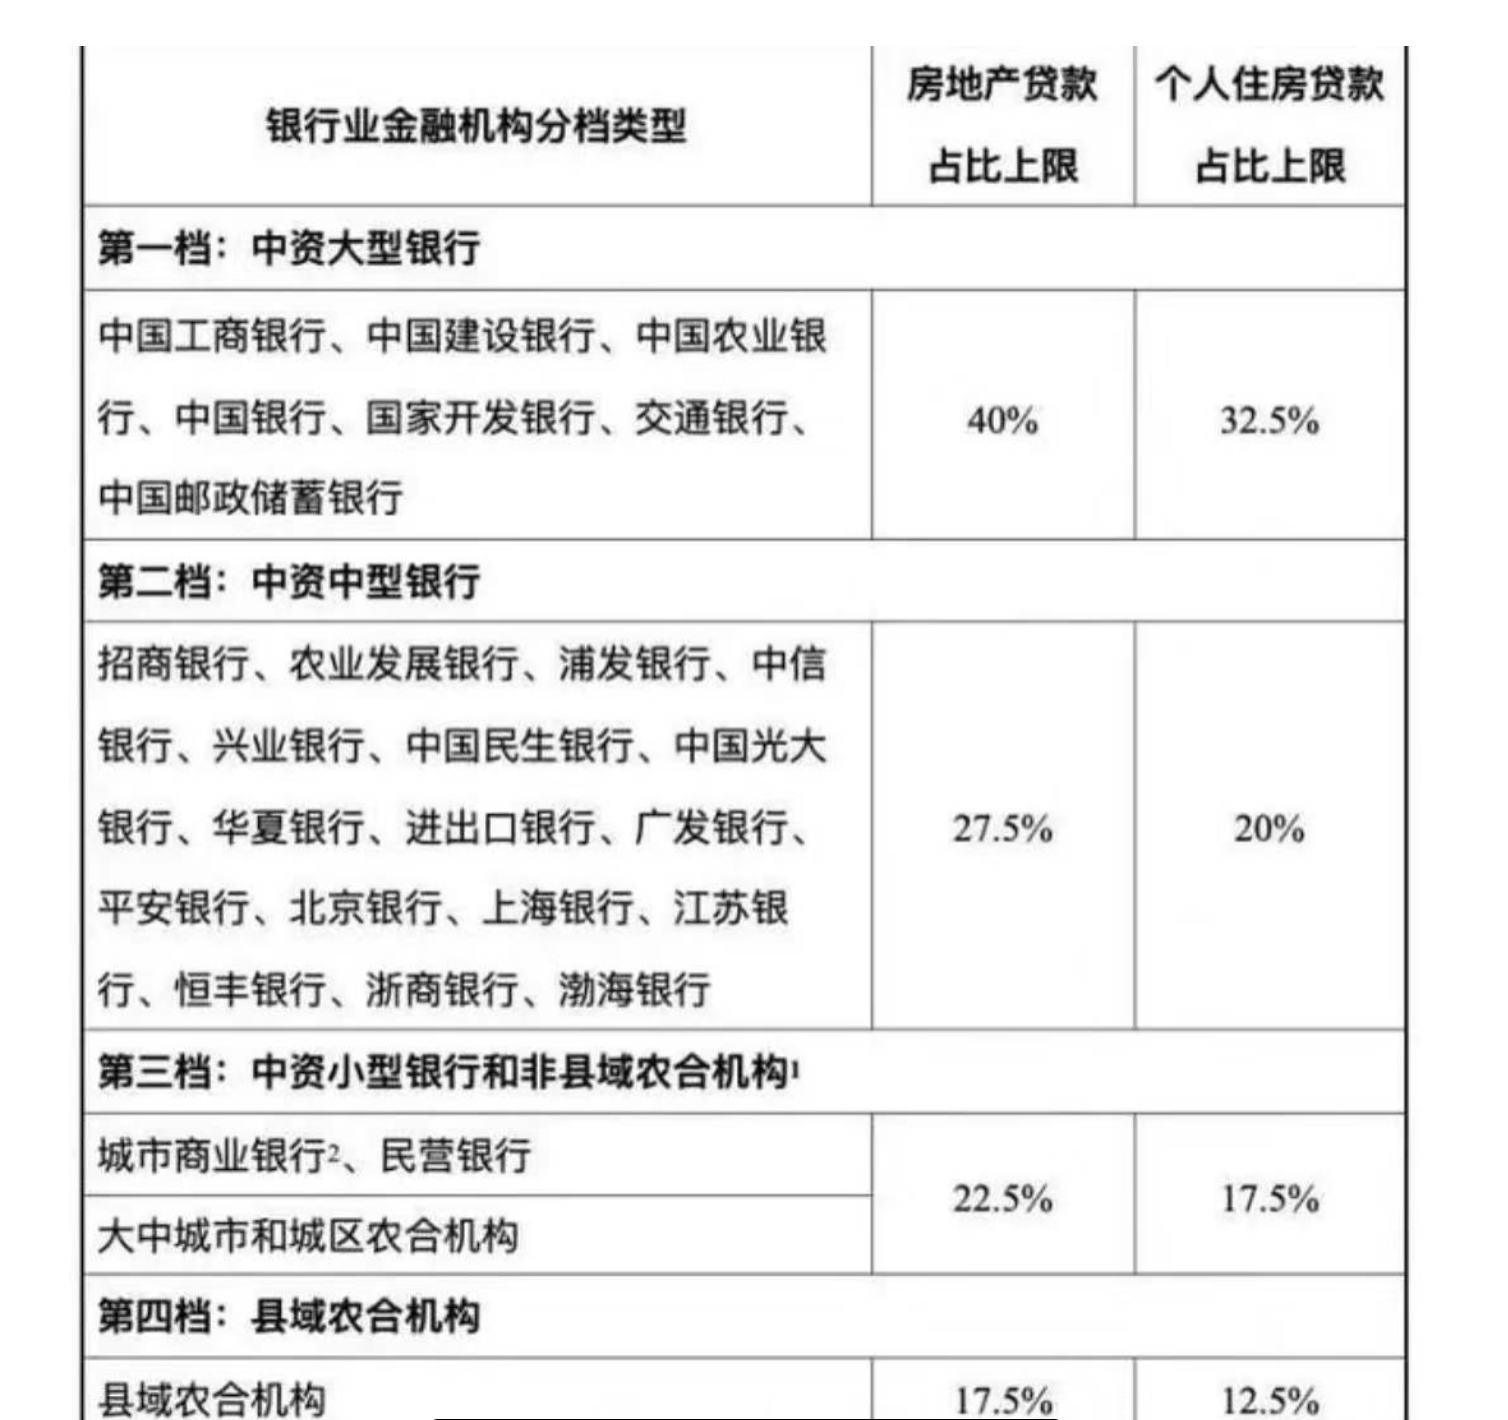 银行业金融机构分档类型
房地产贷款
占比上限
个人住房贷款
占比上限
第一档：中资大型银行
中国工商银行、中国建设银行、中国农业银
行、中国银行、国家开发银行、交通银行、
中国邮政储蓄银行
40%
32.5%
第二档：中资中型银行
招商银行、农业发展银行、浦发银行、中信
银行、兴业银行、中国民生银行、中国光大
银行、华夏银行、进出口银行、广发银行、
平安银行、北京银行、上海银行、江苏银
行、恒丰银行、浙商银行、渤海银行
27.5%
20%
第三档：中资小型银行和非县域农合机构¹
城市商业银行²、民营银行
大中城市和城区农合机构
22.5%
17.5%
第四档：县域农合机构
县域农合机构
17.5%
12.5%